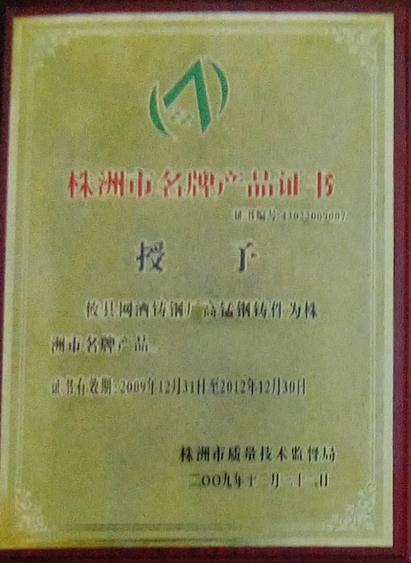 株洲市名牌产品证书
证书编号:43022009007
授 予
攸县网酒铸钢厂高锰钢铸件为株
洲市名牌产品。
证书有效期:2009年12月31日至2012年12月30日
株洲市质量技术监督局
二〇〇九年十二月三十一日